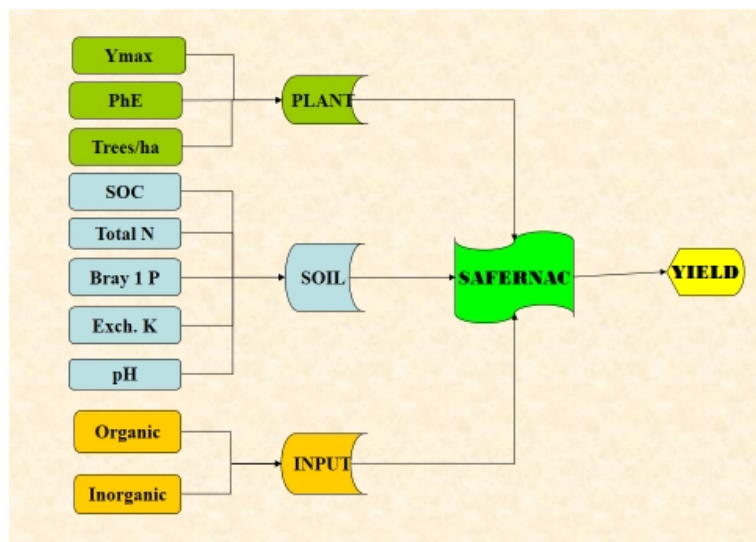 Ymax
PhE
Trees/ha
PLANT
SOC
Total N
Bray 1 P
Exch. K
pH
SOIL
Organic
Inorganic
INPUT
SAFERNAC
YIELD